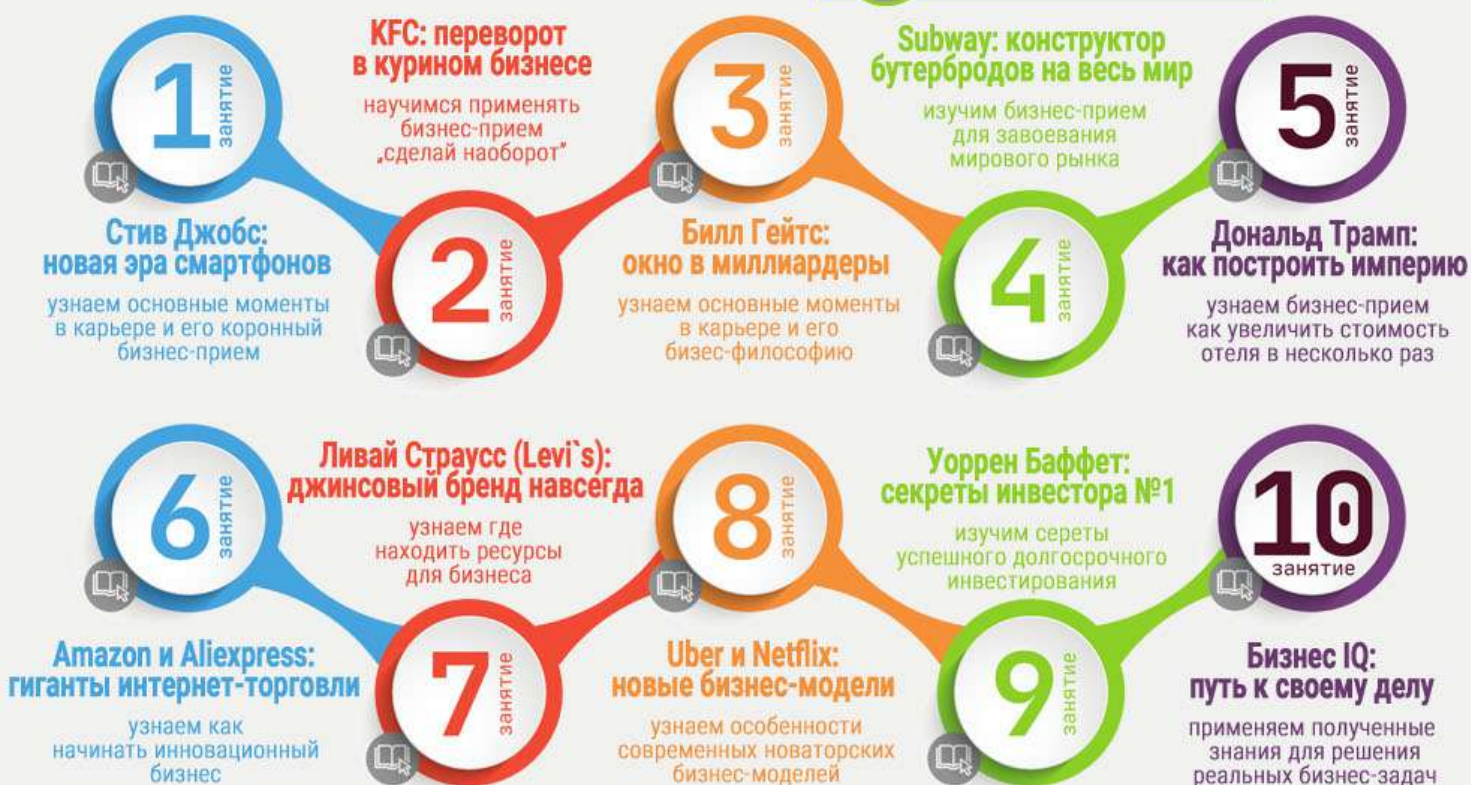 1
занятие
Стив Джобс:
новая эра смартфонов
узнаем основные моменты
в карьере и его коронный
бизнес-прием
KFC: переворот
в курином бизнесе
научимся применять
бизнес-прием
„сделай наоборот”
2
занятие
3
занятие
Билл Гейтс:
окно в миллиардеры
узнаем основные моменты
в карьере и его
бизес-философию
Subway: конструктор
бутербродов на весь мир
изучим бизнес-прием
для завоевания
мирового рынка
4
занятие
5
занятие
Дональд Трамп:
как построить империю
узнаем бизнес-прием
как увеличить стоимость
отеля в несколько раз
6
занятие
Amazon и Aliexpress:
гиганты интернет-торговли
узнаем как
начинать инновационный
бизнес
Ливай Страусс (Levi`s):
джинсовый бренд навсегда
узнаем где
находить ресурсы
для бизнеса
7
занятие
8
занятие
Uber и Netflix:
новые бизнес-модели
узнаем особенности
современных новаторских
бизнес-моделей
Уоррен Баффет:
секреты инвестора №1
изучим сереты
успешного долгосрочного
инвестирования
9
занятие
10
занятие
Бизнес IQ:
путь к своему делу
применяем полученные
знания для решения
реальных бизнес-задач